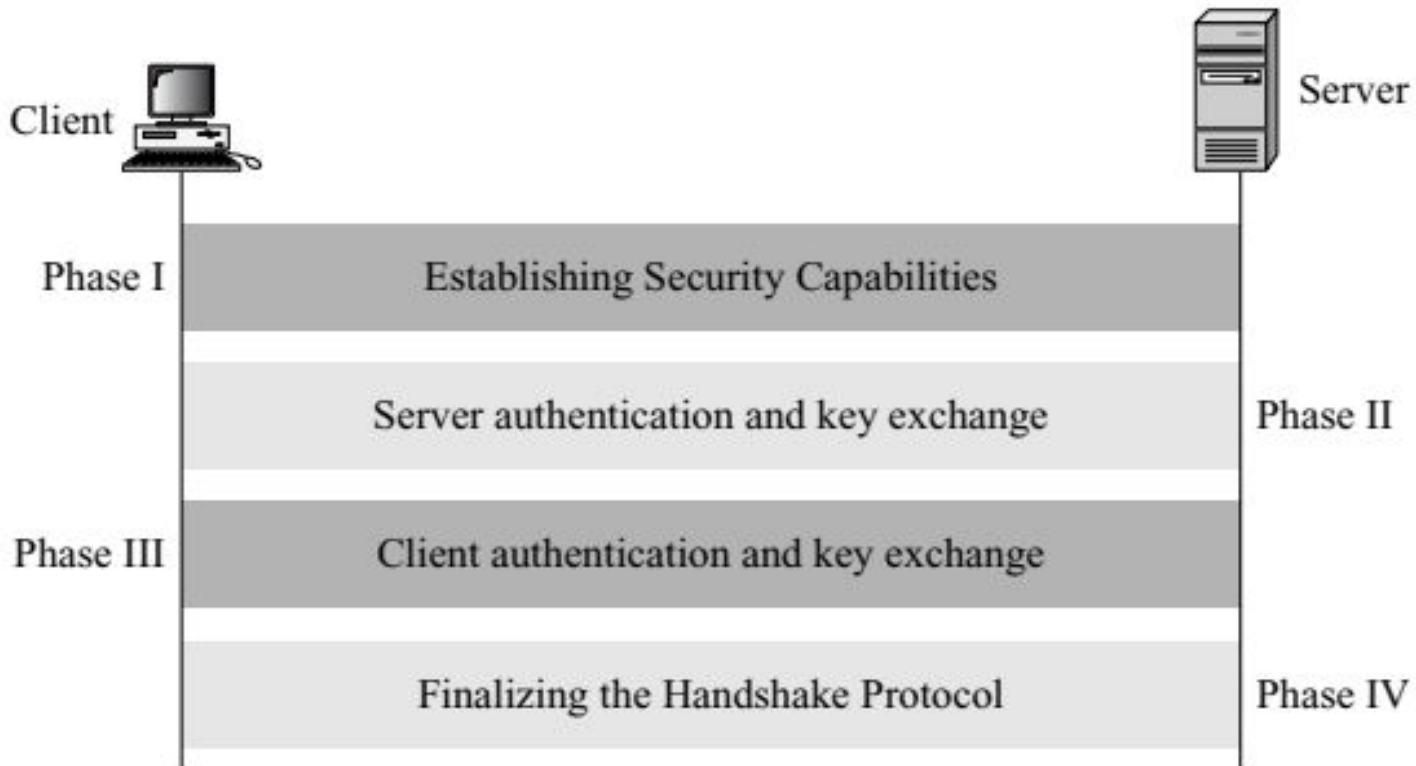 Client
Server
Phase I
Establishing Security Capabilities
Server authentication and key exchange
Phase II
Phase III
Client authentication and key exchange
Finalizing the Handshake Protocol
Phase IV